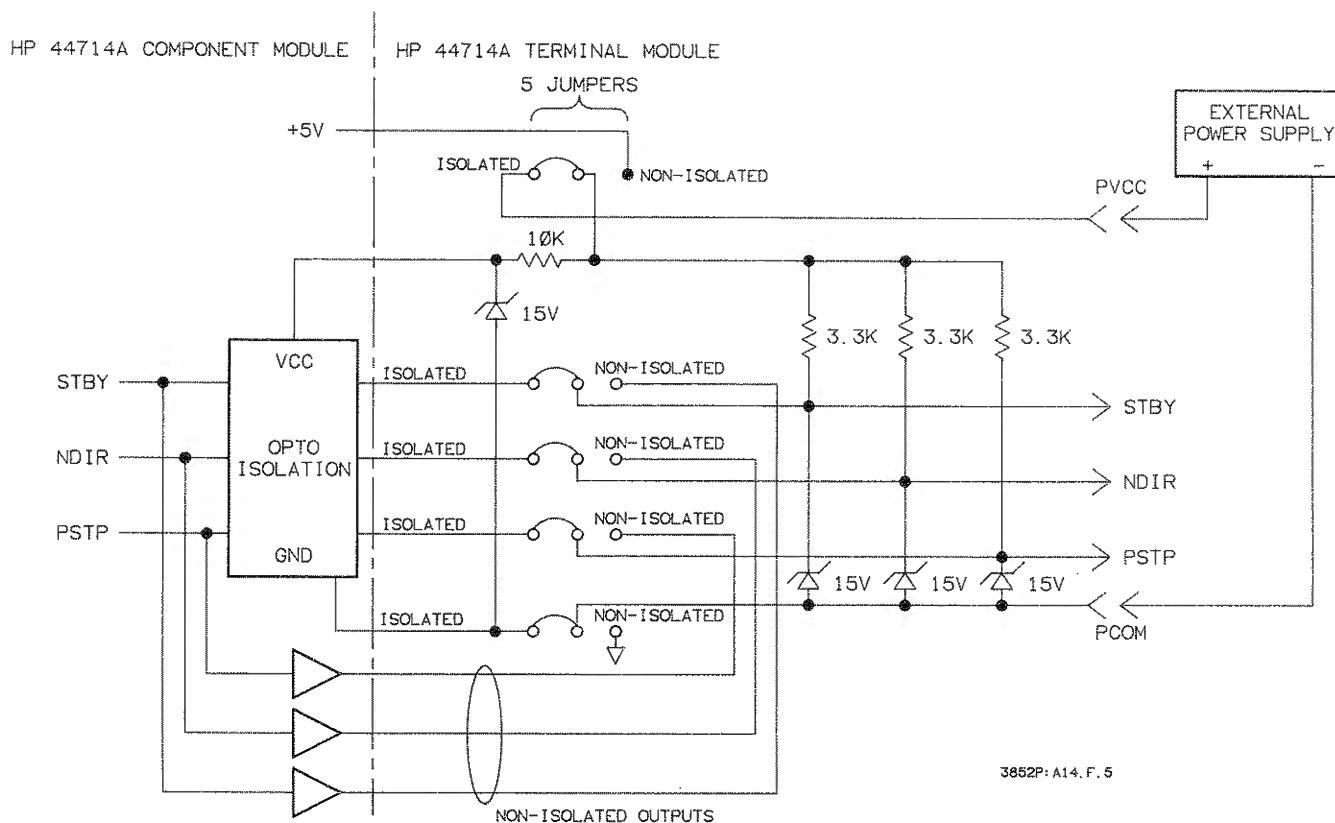 HP 44714A COMPONENT MODULE
HP 44714A TERMINAL MODULE
5 JUMPERS
+5V
EXTERNAL
POWER SUPPLY
+
-
ISOLATED
NON-ISOLATED
PVCC
10K
15V
3.3K
3.3K
3.3K
VCC
STBY
ISOLATED
NON-ISOLATED
STBY
OPTO
ISOLATION
NDIR
ISOLATED
NON-ISOLATED
NDIR
PSTP
ISOLATED
NON-ISOLATED
PSTP
GND
15V
15V
15V
ISOLATED
NON-ISOLATED
PCOM
3852P:A14.F.5
NON-ISOLATED OUTPUTS